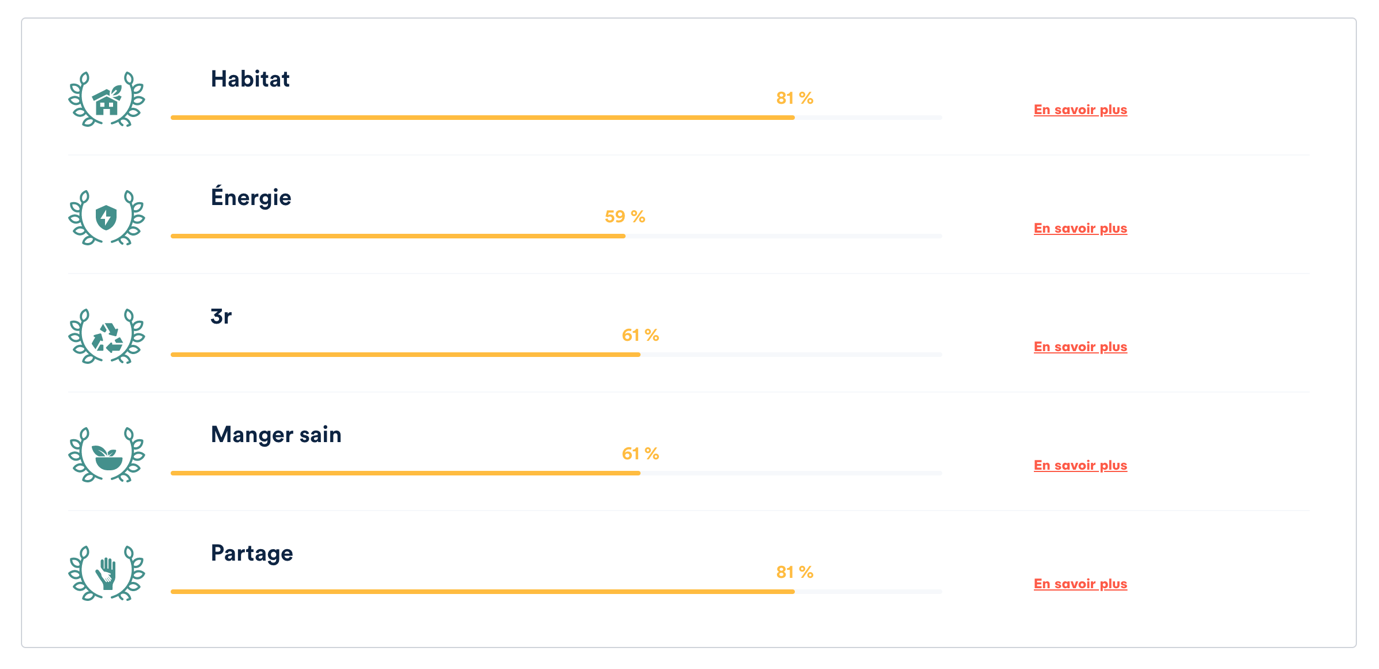 Habitat
81 %
En savoir plus
Énergie
59 %
En savoir plus
3r
61 %
En savoir plus
Manger sain
61 %
En savoir plus
Partage
81 %
En savoir plus